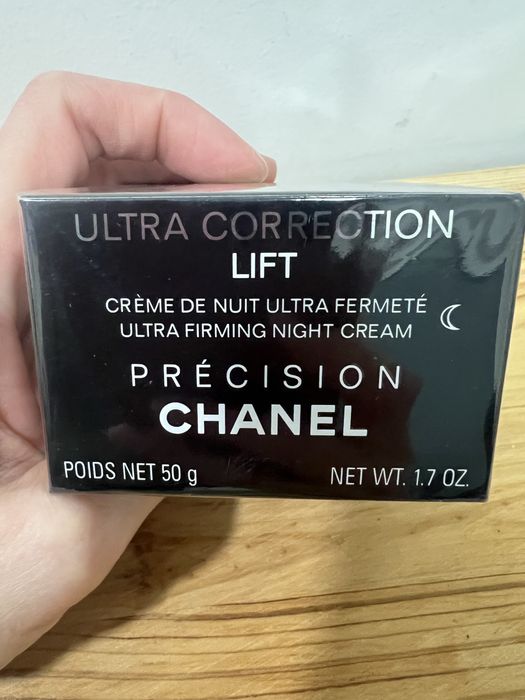 ULTRA CORRECTION
LIFT
CRÈME DE NUIT ULTRA FERMETÉ
ULTRA FIRMING NIGHT CREAM
PRÉCISION
CHANEL
POIDS NET 50 g NET WT. 1.7 OZ.